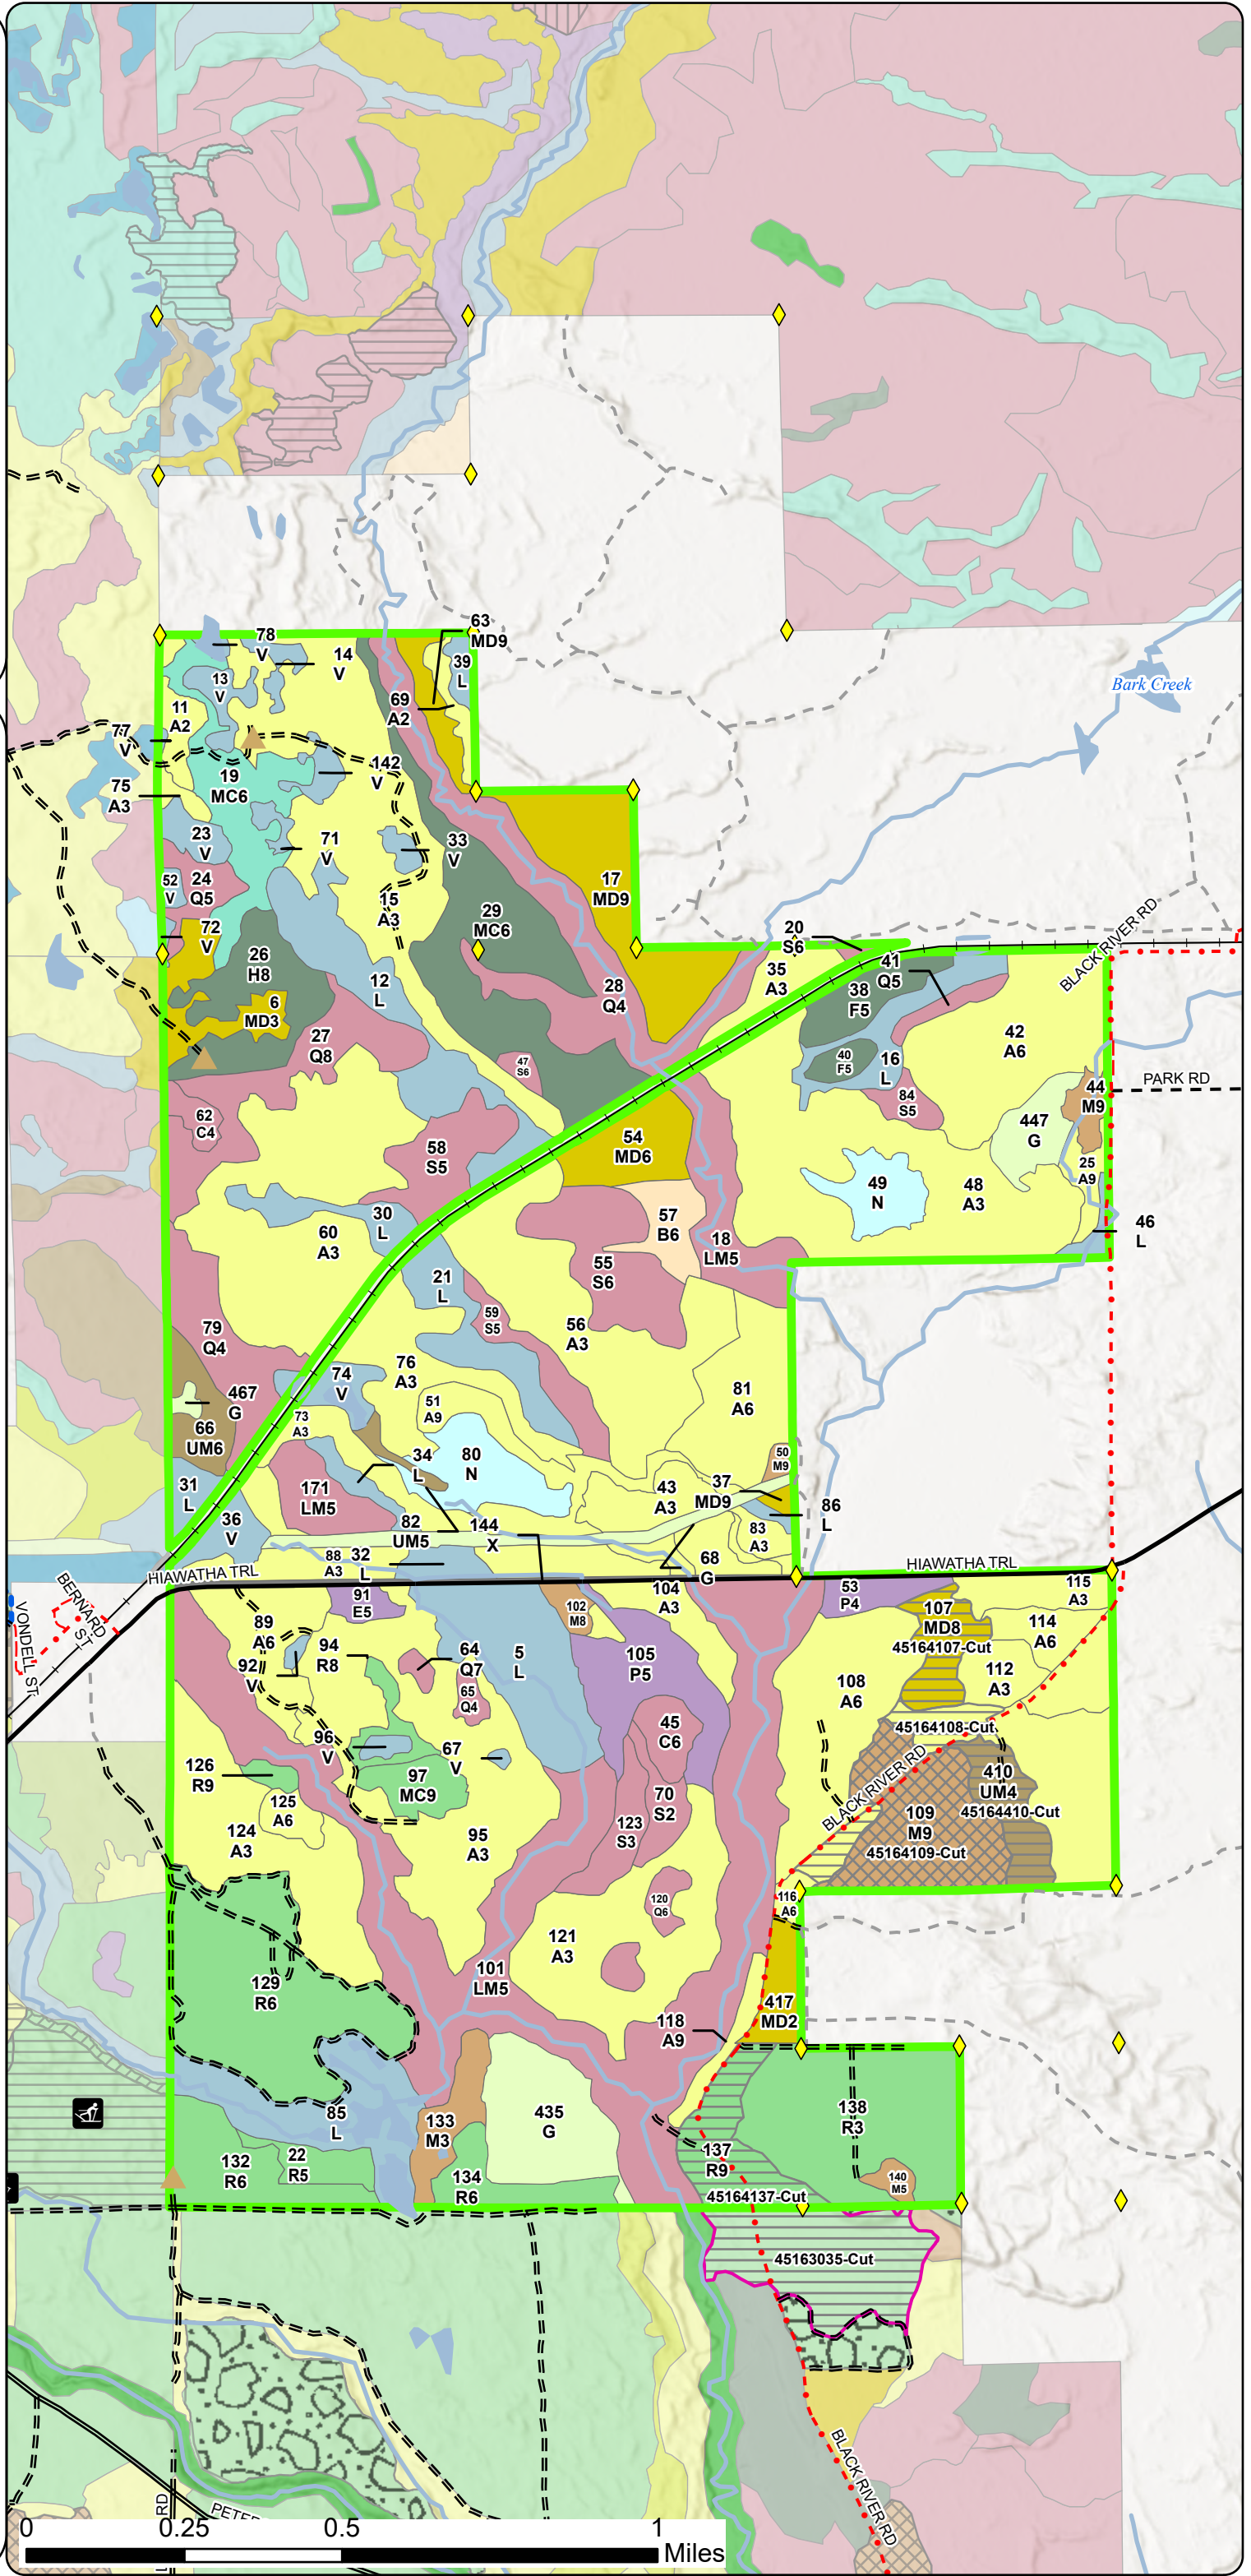 63
MD9
78
V
14
V
39
L
13
V
69
A2
11
A2
77
V
142
V
19
MC6
75
A3
23
V
71
V
33
V
52
V
24
Q5
17
MD9
15
A3
29
MC6
72
V
20
S6
26
H8
35
A3
41
Q5
12
L
28
Q4
38
F5
6
MD3
27
Q8
42
A6
47
S6
40
F5
16
L
44
M9
84
S5
62
C4
447
G
58
S5
54
MD6
25
A9
49
N
48
A3
30
L
57
B6
46
L
60
A3
18
LM5
55
S6
21
L
59
S5
56
A3
79
Q4
76
A3
74
V
81
A6
467
G
51
A9
73
A3
66
UM6
50
M9
34
L
80
N
31
L
171
LM5
43
A3
37
MD9
86
L
36
V
82
UM5
144
X
83
A3
88
A3
32
L
68
G
104
A3
91
E5
53
P4
115
A3
102
M8
107
MD8
45164107-Cut
89
A6
94
R8
114
A6
64
Q7
5
L
105
P5
92
V
112
A3
108
A6
65
Q4
45164108-Cut
45
C6
96
V
67
V
126
R9
97
MC9
410
UM4
45164410-Cut
70
S2
125
A6
109
M9
45164109-Cut
123
S3
124
A3
95
A3
120
Q6
116
A6
121
A3
101
LM5
129
R6
417
MD2
118
A9
85
L
133
M3
435
G
138
R3
132
R6
22
R5
134
R6
137
R9
140
M5
45164137-Cut
45163035-Cut
Bark Creek
BLACK RIVER RD
PARK RD
HIAWATHA TRL
HIAWATHA TRL
BERNARD ST
VONDELL ST
BLACK RIVER RD
BLACK RIVER RD
RD
0 0.25 0.5 1
Miles